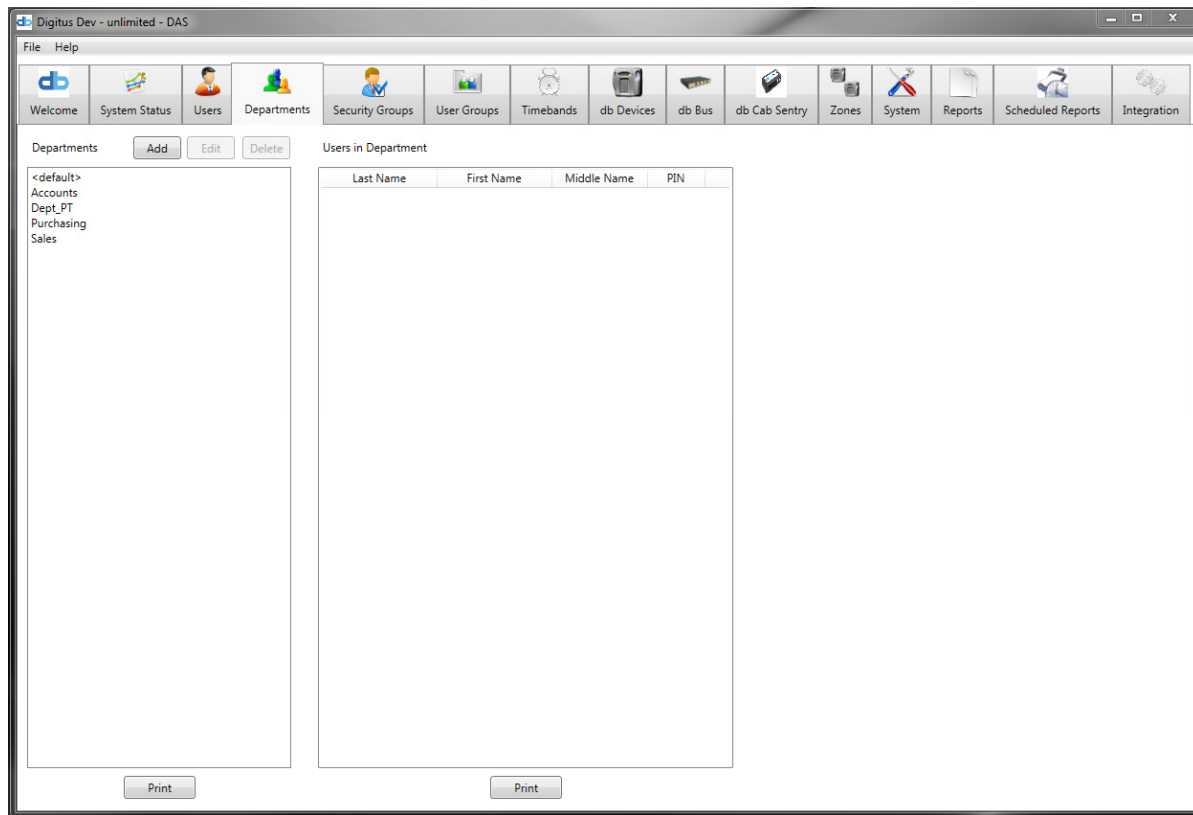 Digitus Dev - unlimited - DAS
File Help
db
Welcome System Status Users Departments Security Groups User Groups Timebands db Devices db Bus db Cab Sentry Zones System Reports Scheduled Reports Integration
Departments Add Edit Delete Users in Department
Last Name First Name Middle Name PIN
<default>
Accounts
Dept_PT
Purchasing
Sales
Print Print